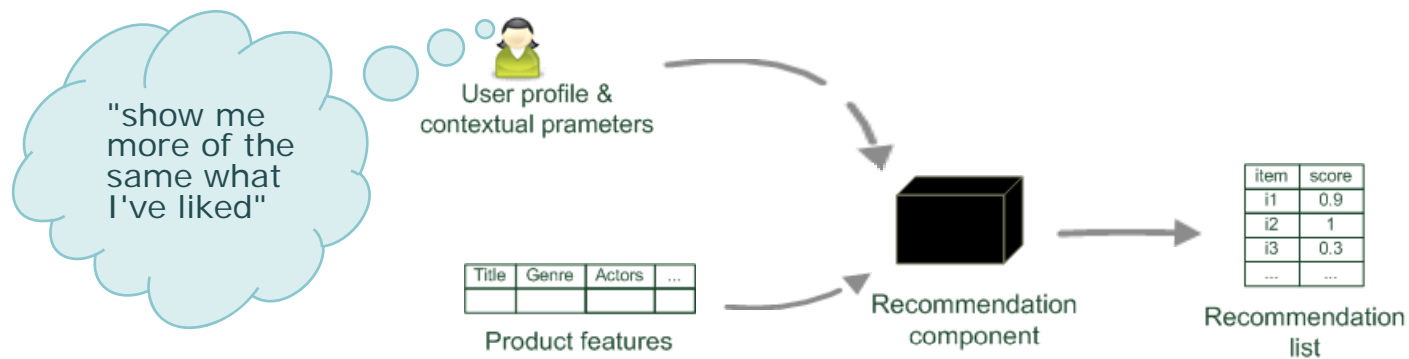 "show me
more of the
same what
I've liked"
User profile &
contextual prameters
Title Genre Actors ...
Product features
Recommendation
component
item score
i1 0.9
i2 1
i3 0.3
... ...
Recommendation
list